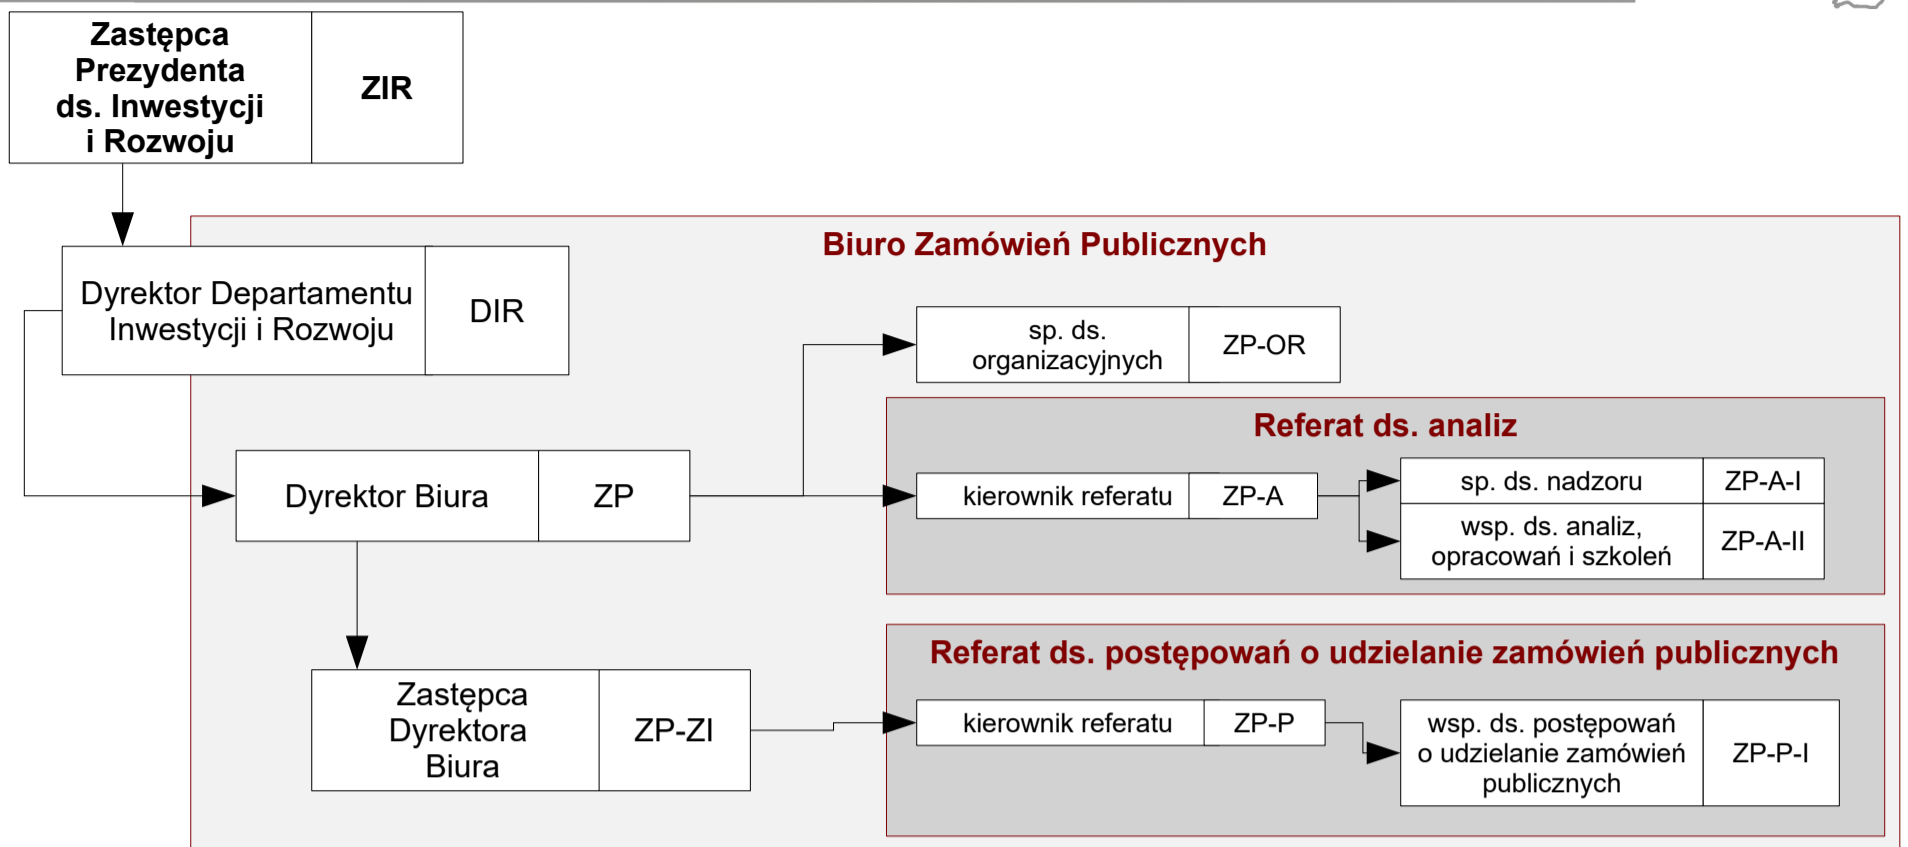 Zastępca
Prezydenta
ds. Inwestycji
i Rozwoju
ZIR
Biuro Zamówień Publicznych
Dyrektor Departamentu
Inwestycji i Rozwoju
DIR
sp. ds.
organizacyjnych
ZP-OR
Referat ds. analiz
Dyrektor Biura
ZP
kierownik referatu
ZP-A
sp. ds. nadzoru
ZP-A-I
wsp. ds. analiz,
opracowań i szkoleń
ZP-A-II
Referat ds. postępowań o udzielanie zamówień publicznych
Zastępca
Dyrektora
Biura
ZP-ZI
kierownik referatu
ZP-P
wsp. ds. postępowań
o udzielanie zamówień
publicznych
ZP-P-I